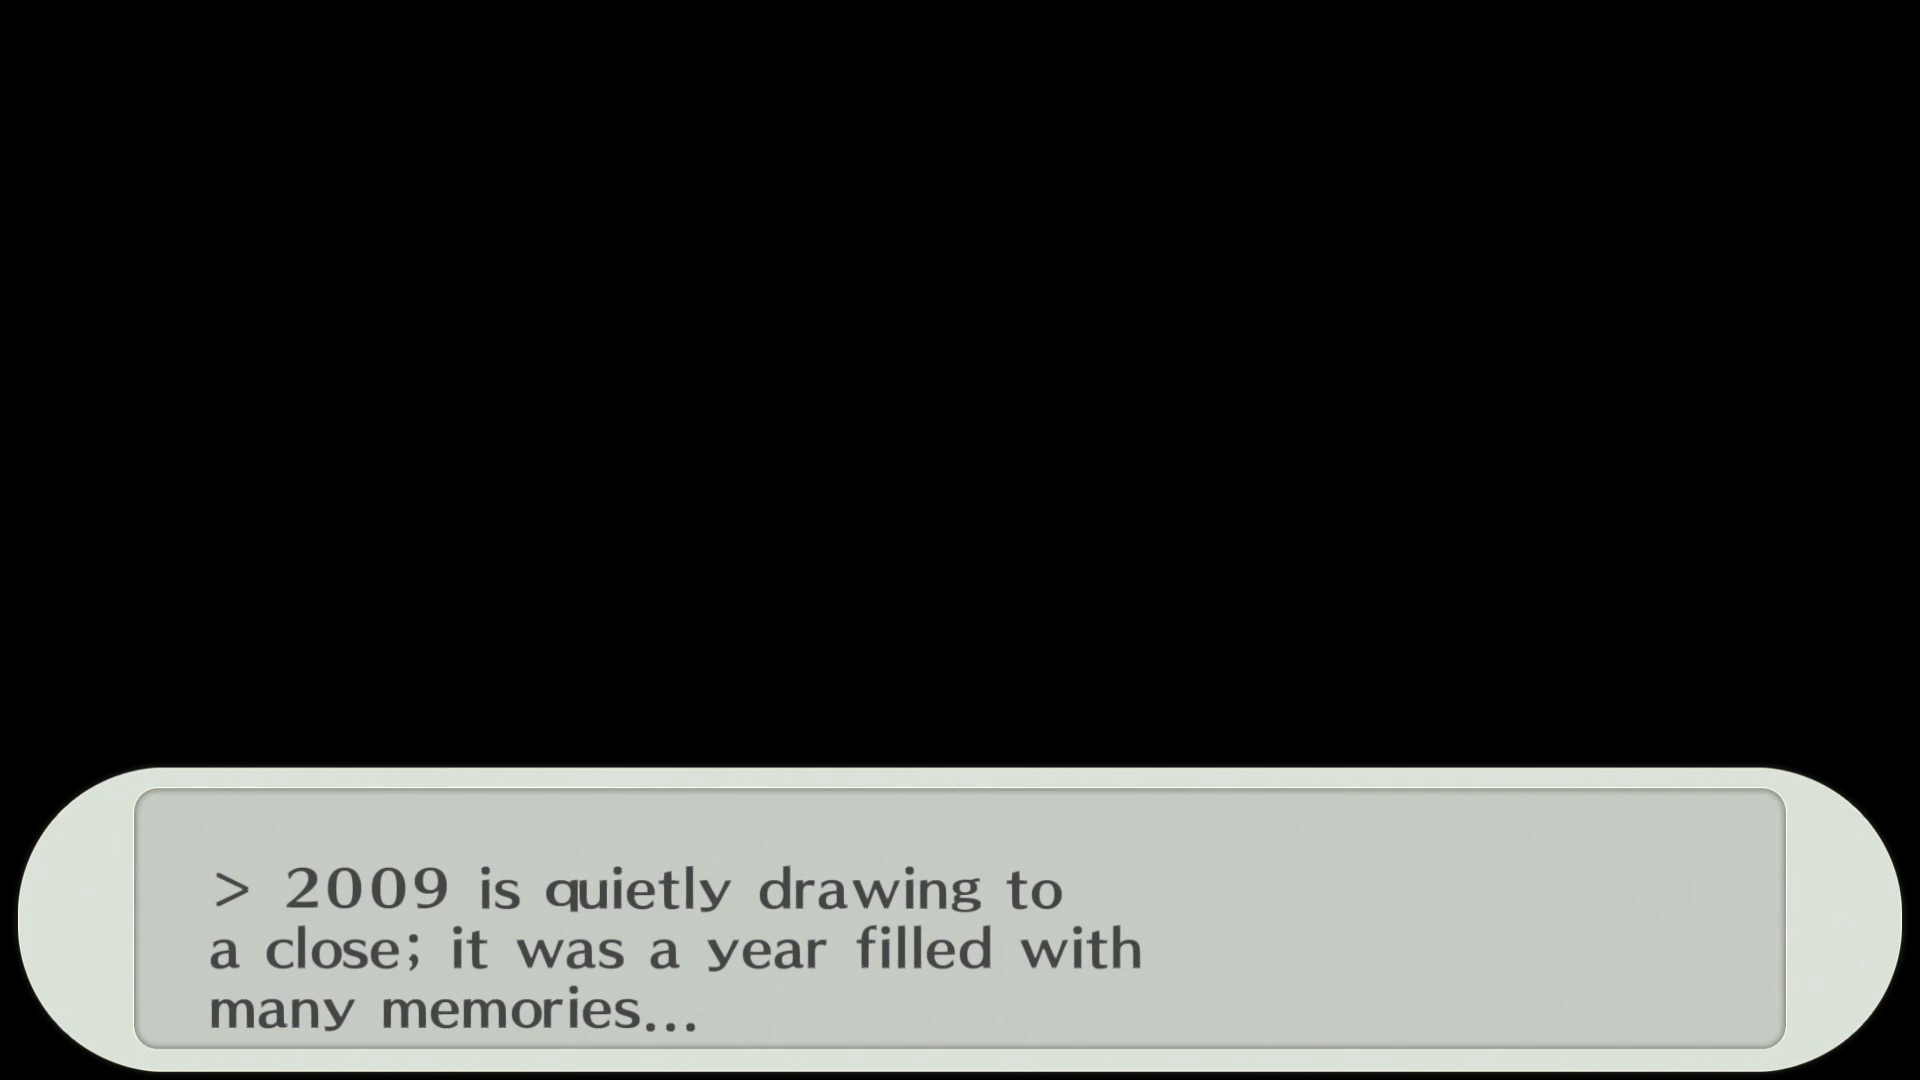 > 2009 is quietly drawing to
a close; it was a year filled with
many memories...